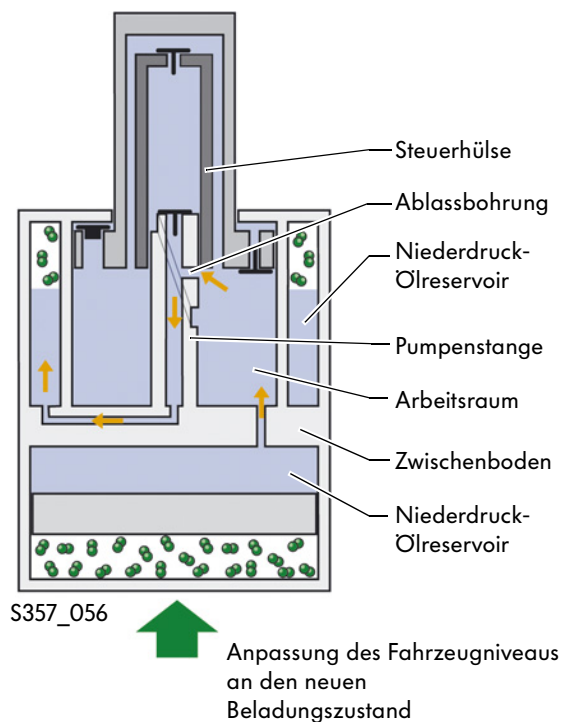 Steuerhülse
Ablassbohrung
Niederdruck-
Ölreservoir
Pumpenstange
Arbeitsraum
Zwischenboden
Niederdruck-
Ölreservoir
S357_056
Anpassung des Fahrzeugniveaus
an den neuen
Beladungszustand